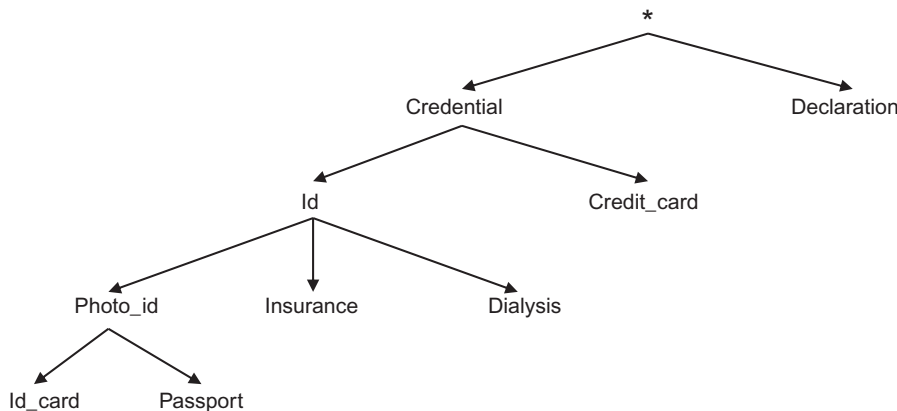 *
Credential
Declaration
Id
Credit_card
Photo_id
Insurance
Dialysis
Id_card
Passport